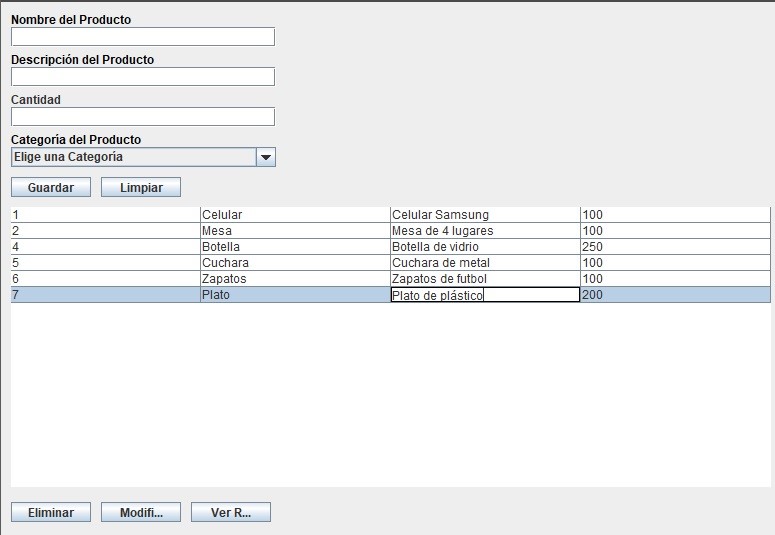 Nombre del Producto
Descripción del Producto
Cantidad
Categoría del Producto
Elige una Categoría
Guardar Limpiar
1 Celular Celular Samsung 100
2 Mesa Mesa de 4 lugares 100
4 Botella Botella de vidrio 250
5 Cuchara Cuchara de metal 100
6 Zapatos Zapatos de futbol 100
7 Plato Plato de plástico 200
Eliminar Modifi... Ver R...